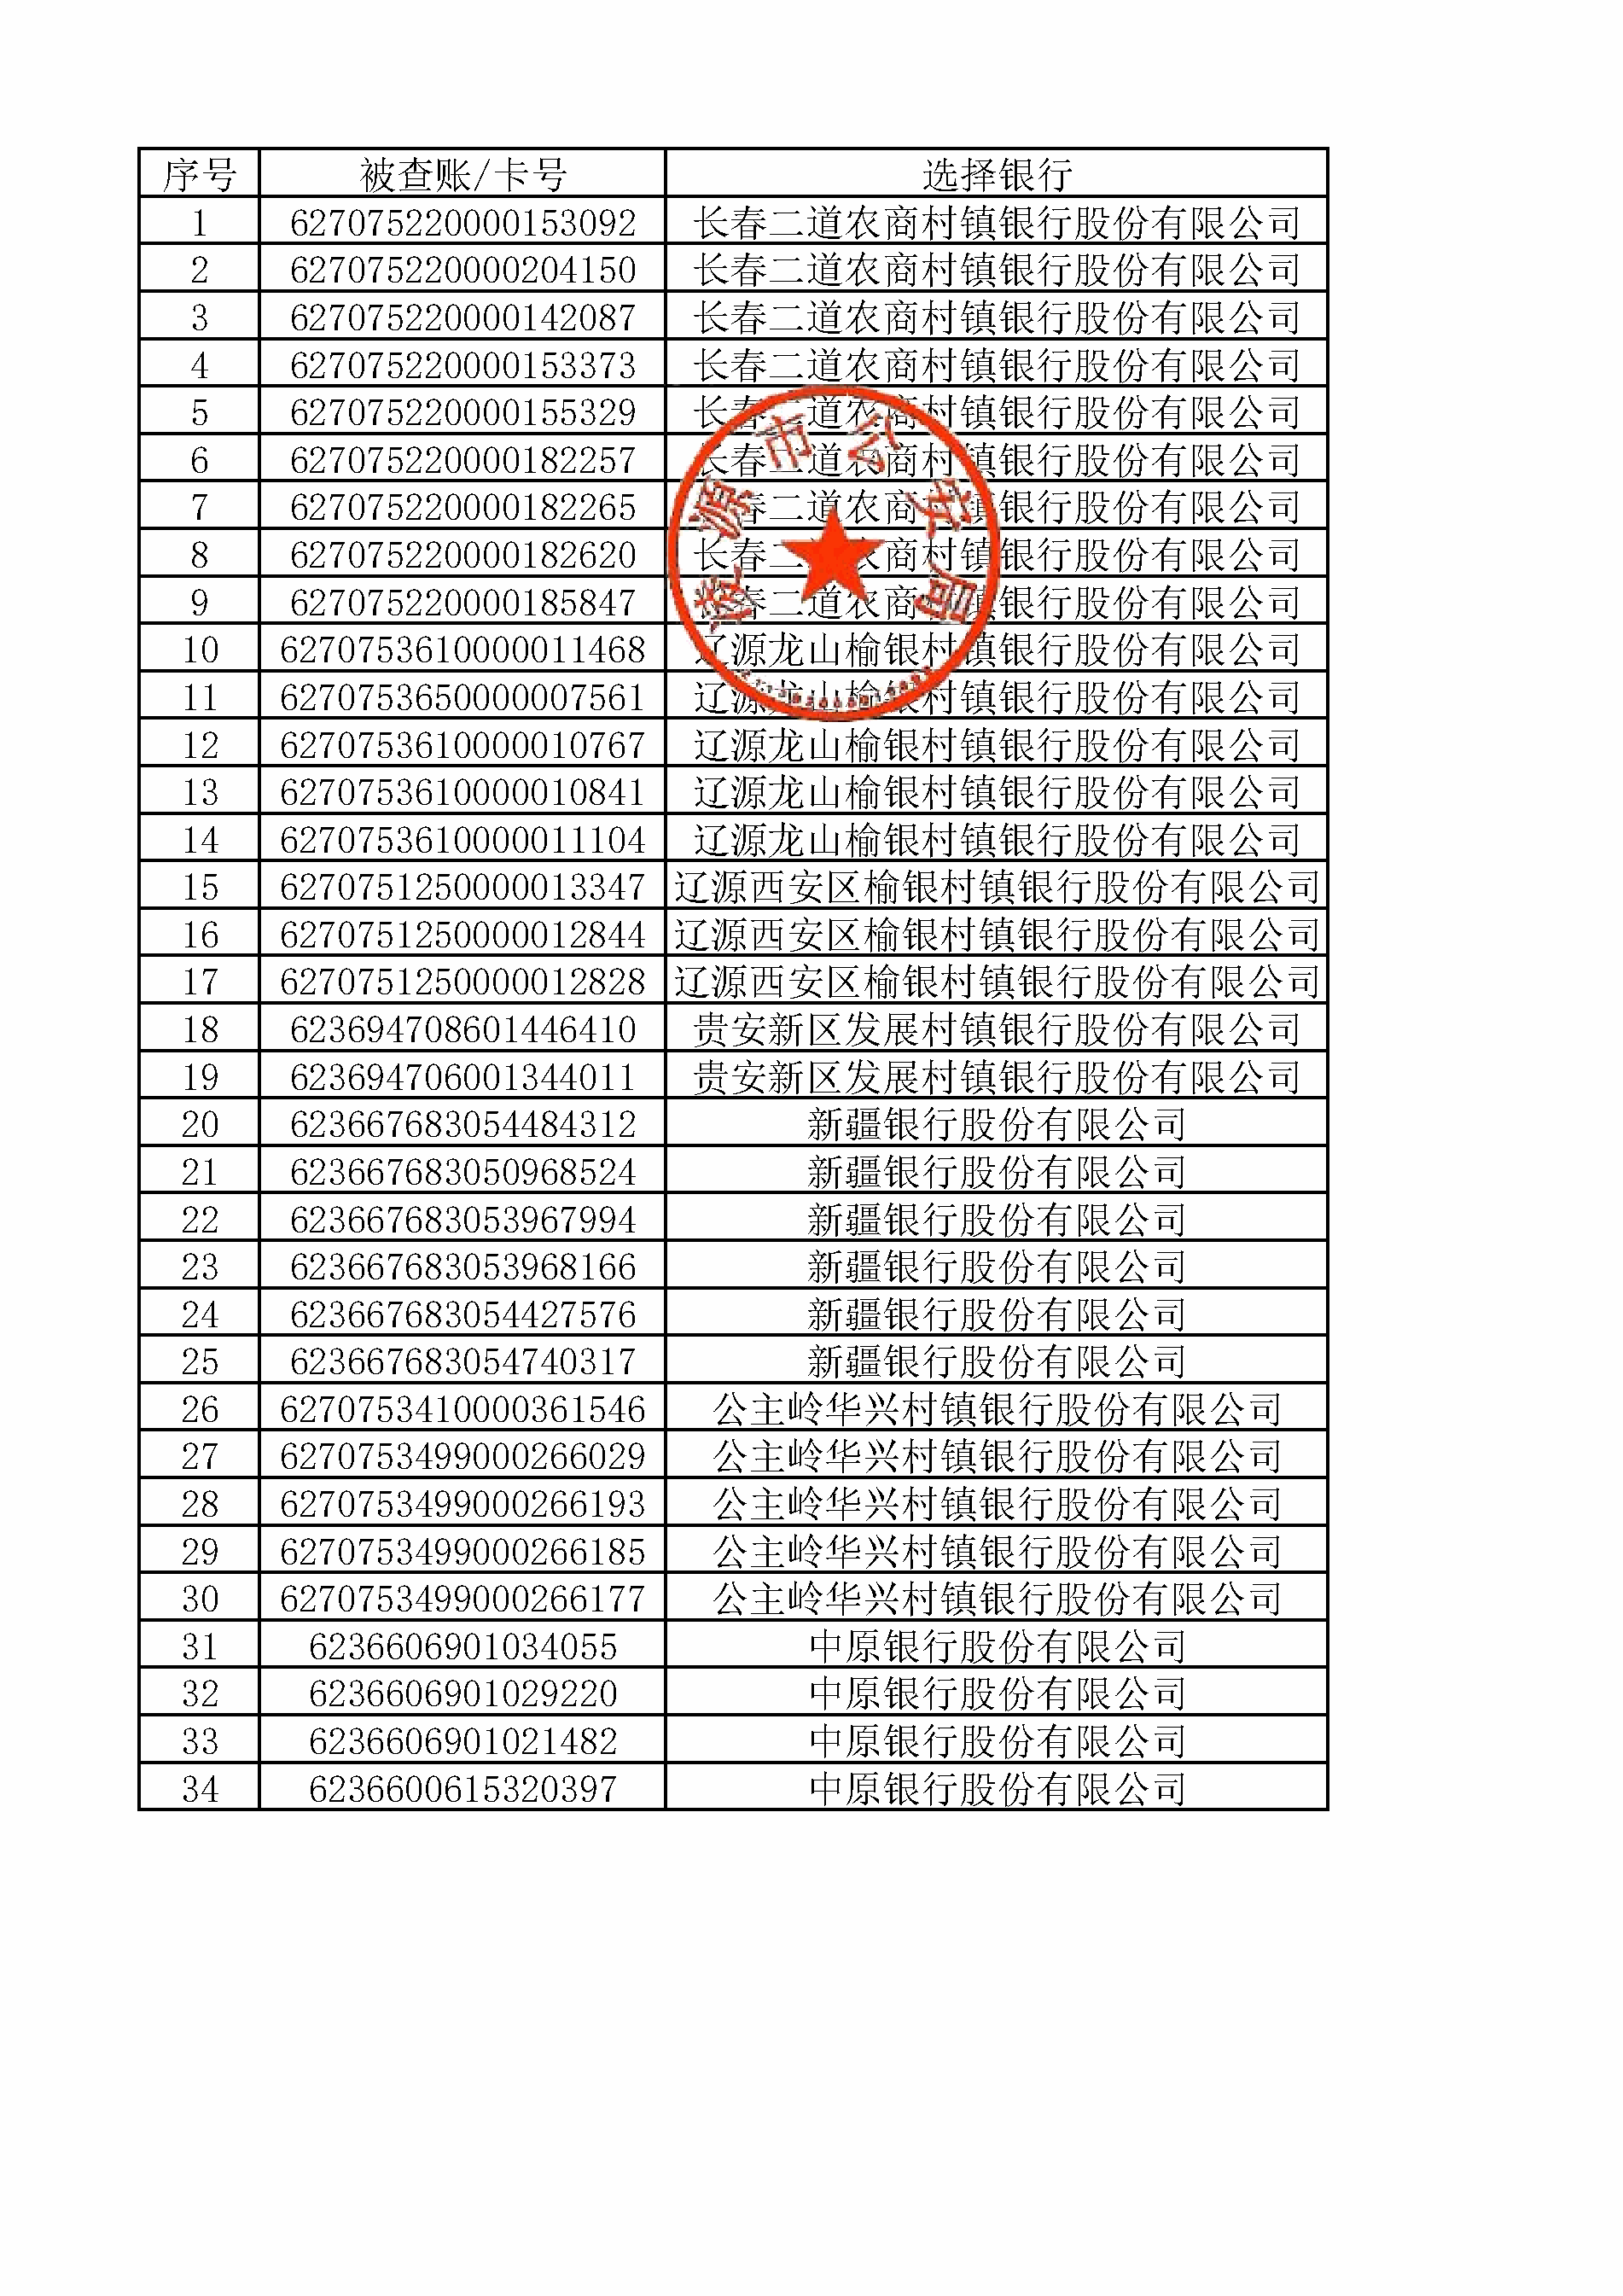 序号 被查账/卡号 选择银行
1 627075220000153092 长春二道农商村镇银行股份有限公司
2 627075220000204150 长春二道农商村镇银行股份有限公司
3 627075220000142087 长春二道农商村镇银行股份有限公司
4 627075220000153373 长春二道农商村镇银行股份有限公司
5 627075220000155329 长春二道农商村镇银行股份有限公司
6 627075220000182257 长春二道农商村镇银行股份有限公司
7 627075220000182265 长春二道农商村镇银行股份有限公司
8 627075220000182620 长春二道农商村镇银行股份有限公司
9 627075220000185847 长春二道农商村镇银行股份有限公司
10 6270753610000011468 辽源龙山榆银村镇银行股份有限公司
11 6270753650000007561 辽源龙山榆银村镇银行股份有限公司
12 6270753610000010767 辽源龙山榆银村镇银行股份有限公司
13 6270753610000010841 辽源龙山榆银村镇银行股份有限公司
14 6270753610000011104 辽源龙山榆银村镇银行股份有限公司
15 6270751250000013347 辽源西安区榆银村镇银行股份有限公司
16 6270751250000012844 辽源西安区榆银村镇银行股份有限公司
17 6270751250000012828 辽源西安区榆银村镇银行股份有限公司
18 623694708601446410 贵安新区发展村镇银行股份有限公司
19 623694706001344011 贵安新区发展村镇银行股份有限公司
20 623667683054484312 新疆银行股份有限公司
21 623667683050968524 新疆银行股份有限公司
22 623667683053967994 新疆银行股份有限公司
23 623667683053968166 新疆银行股份有限公司
24 623667683054427576 新疆银行股份有限公司
25 623667683054740317 新疆银行股份有限公司
26 6270753410000361546 公主岭华兴村镇银行股份有限公司
27 6270753499000266029 公主岭华兴村镇银行股份有限公司
28 6270753499000266193 公主岭华兴村镇银行股份有限公司
29 6270753499000266185 公主岭华兴村镇银行股份有限公司
30 6270753499000266177 公主岭华兴村镇银行股份有限公司
31 6236606901034055 中原银行股份有限公司
32 6236606901029220 中原银行股份有限公司
33 6236606901021482 中原银行股份有限公司
34 6236600615320397 中原银行股份有限公司
凌源市公安局